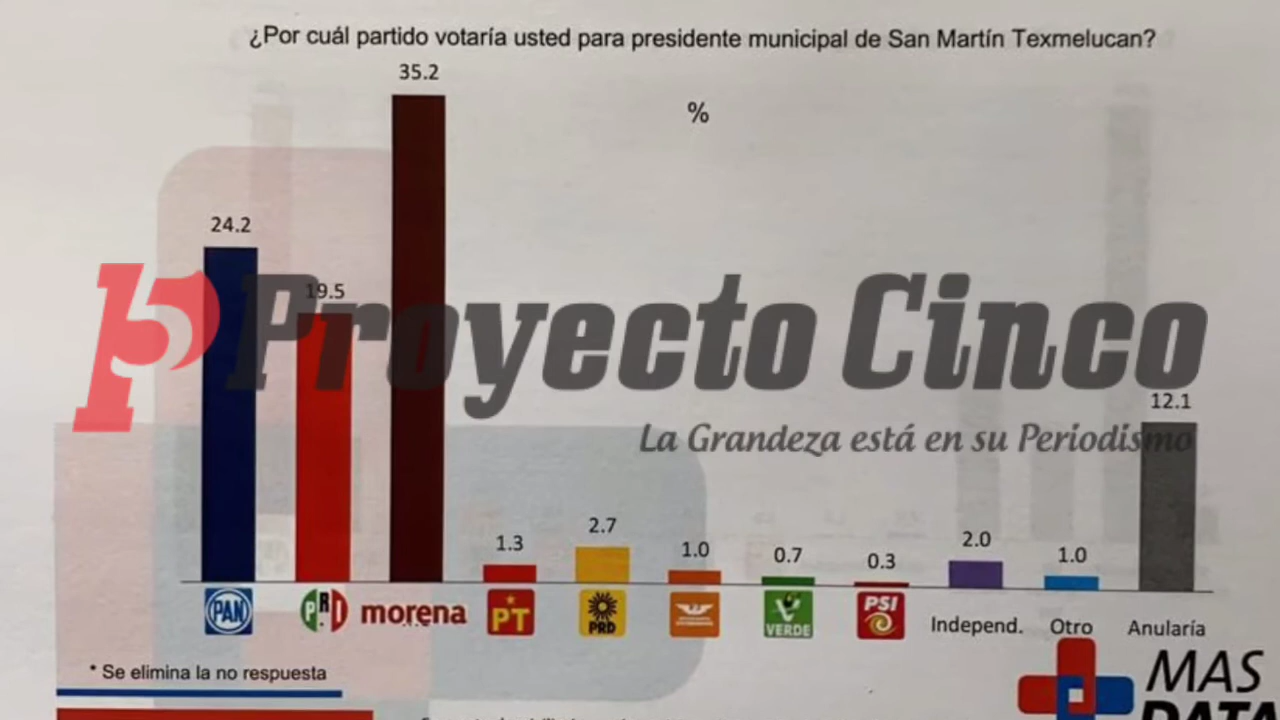 ¿Por cuál partido votaría usted para presidente municipal de San Martín Texmelucan?
35.2
%
24.2
19.5
Proyecto Cinco
La Grandeza está en su Periodismo
12.1
1.3
2.7
1.0
0.7
0.3
2.0
1.0
PAN
PRI
morena
PT
PRD
VERDE
PSI
Independ.
Otro
Anularía
* Se elimina la no respuesta
MAS
DATA